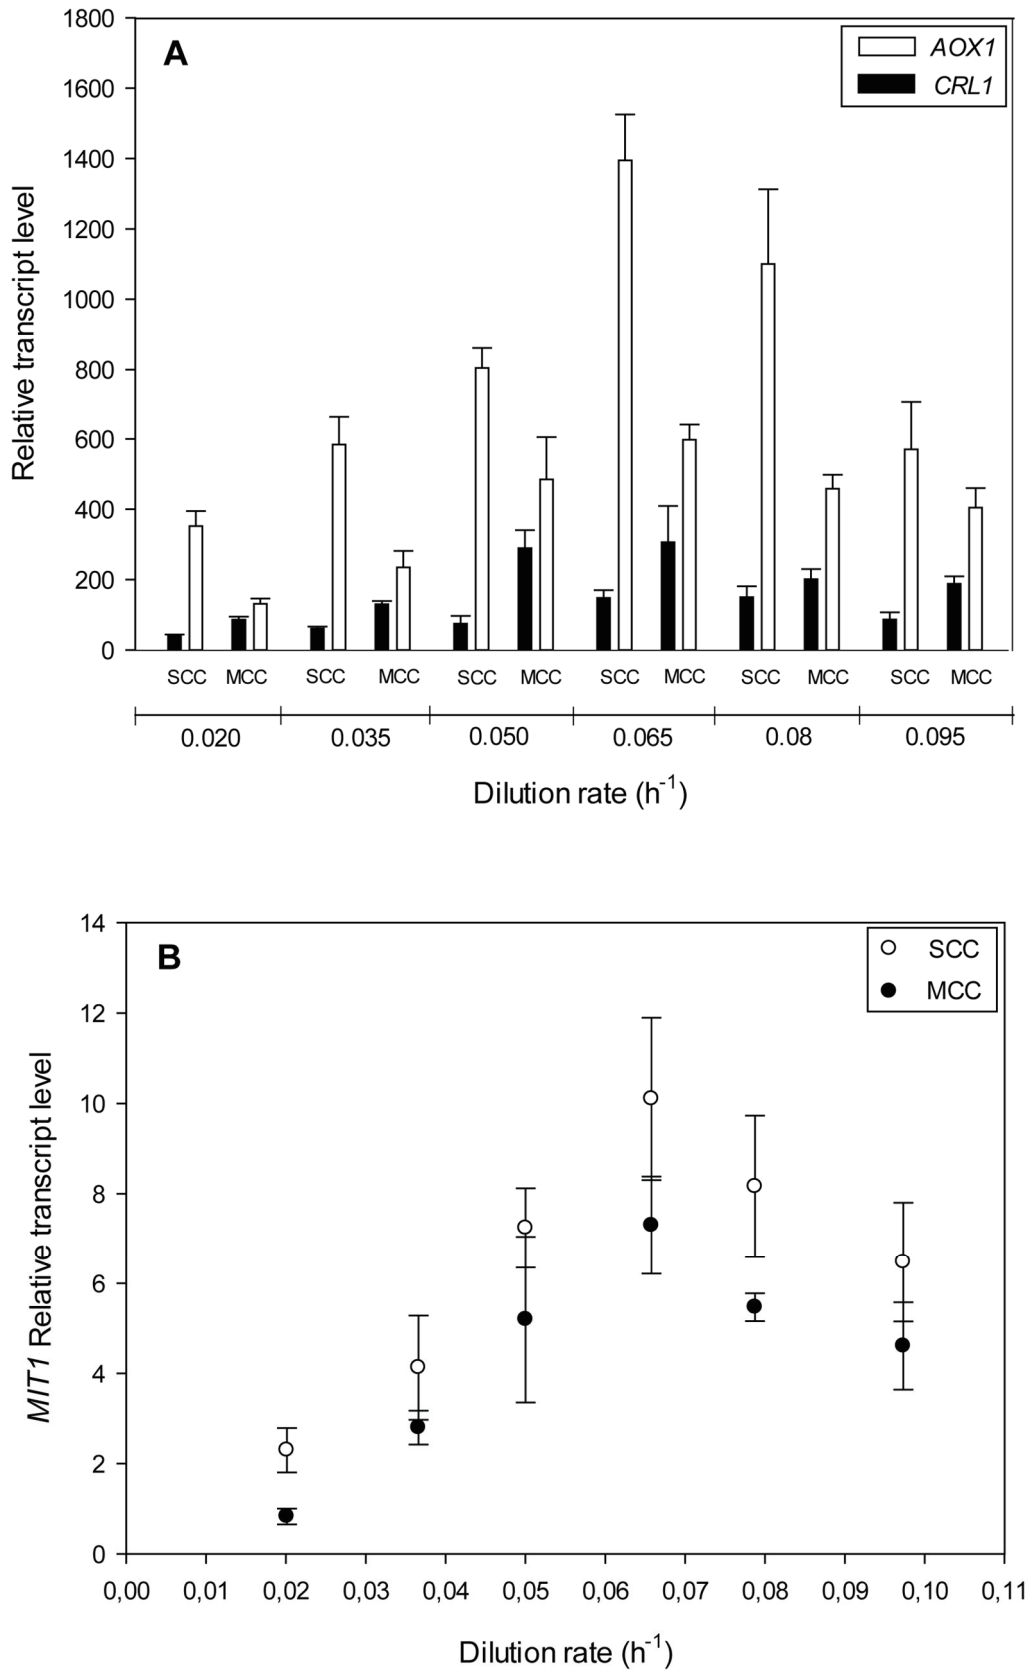 1800
1600
1400
1200
1000
800
600
400
200
0
Relative transcript level
A
AOX1
CRL1
SCC MCC SCC MCC SCC MCC SCC MCC SCC MCC SCC MCC
0.020 0.035 0.050 0.065 0.08 0.095
Dilution rate (h-1)
14
12
10
8
6
4
2
0
MIT1 Relative transcript level
B
SCC
MCC
0,00 0,01 0,02 0,03 0,04 0,05 0,06 0,07 0,08 0,09 0,10 0,11
Dilution rate (h-1)